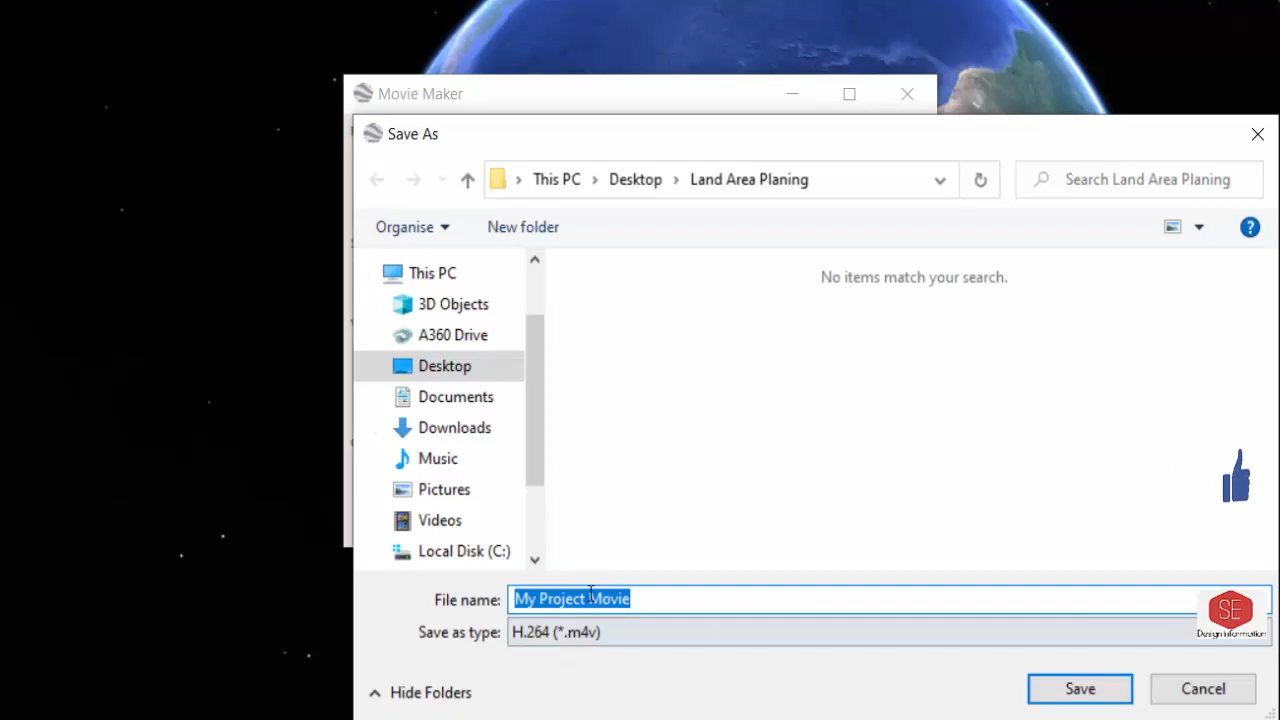 Movie Maker
Save As
This PC
Desktop
Land Area Planing
Search Land Area Planing
Organise
New folder
This PC
3D Objects
A360 Drive
Desktop
Documents
Downloads
Music
Pictures
Videos
Local Disk (C:)
No items match your search.
File name: My Project Movie
Save as type: H.264 (*.m4v)
SE
Design Information
Hide Folders
Save
Cancel